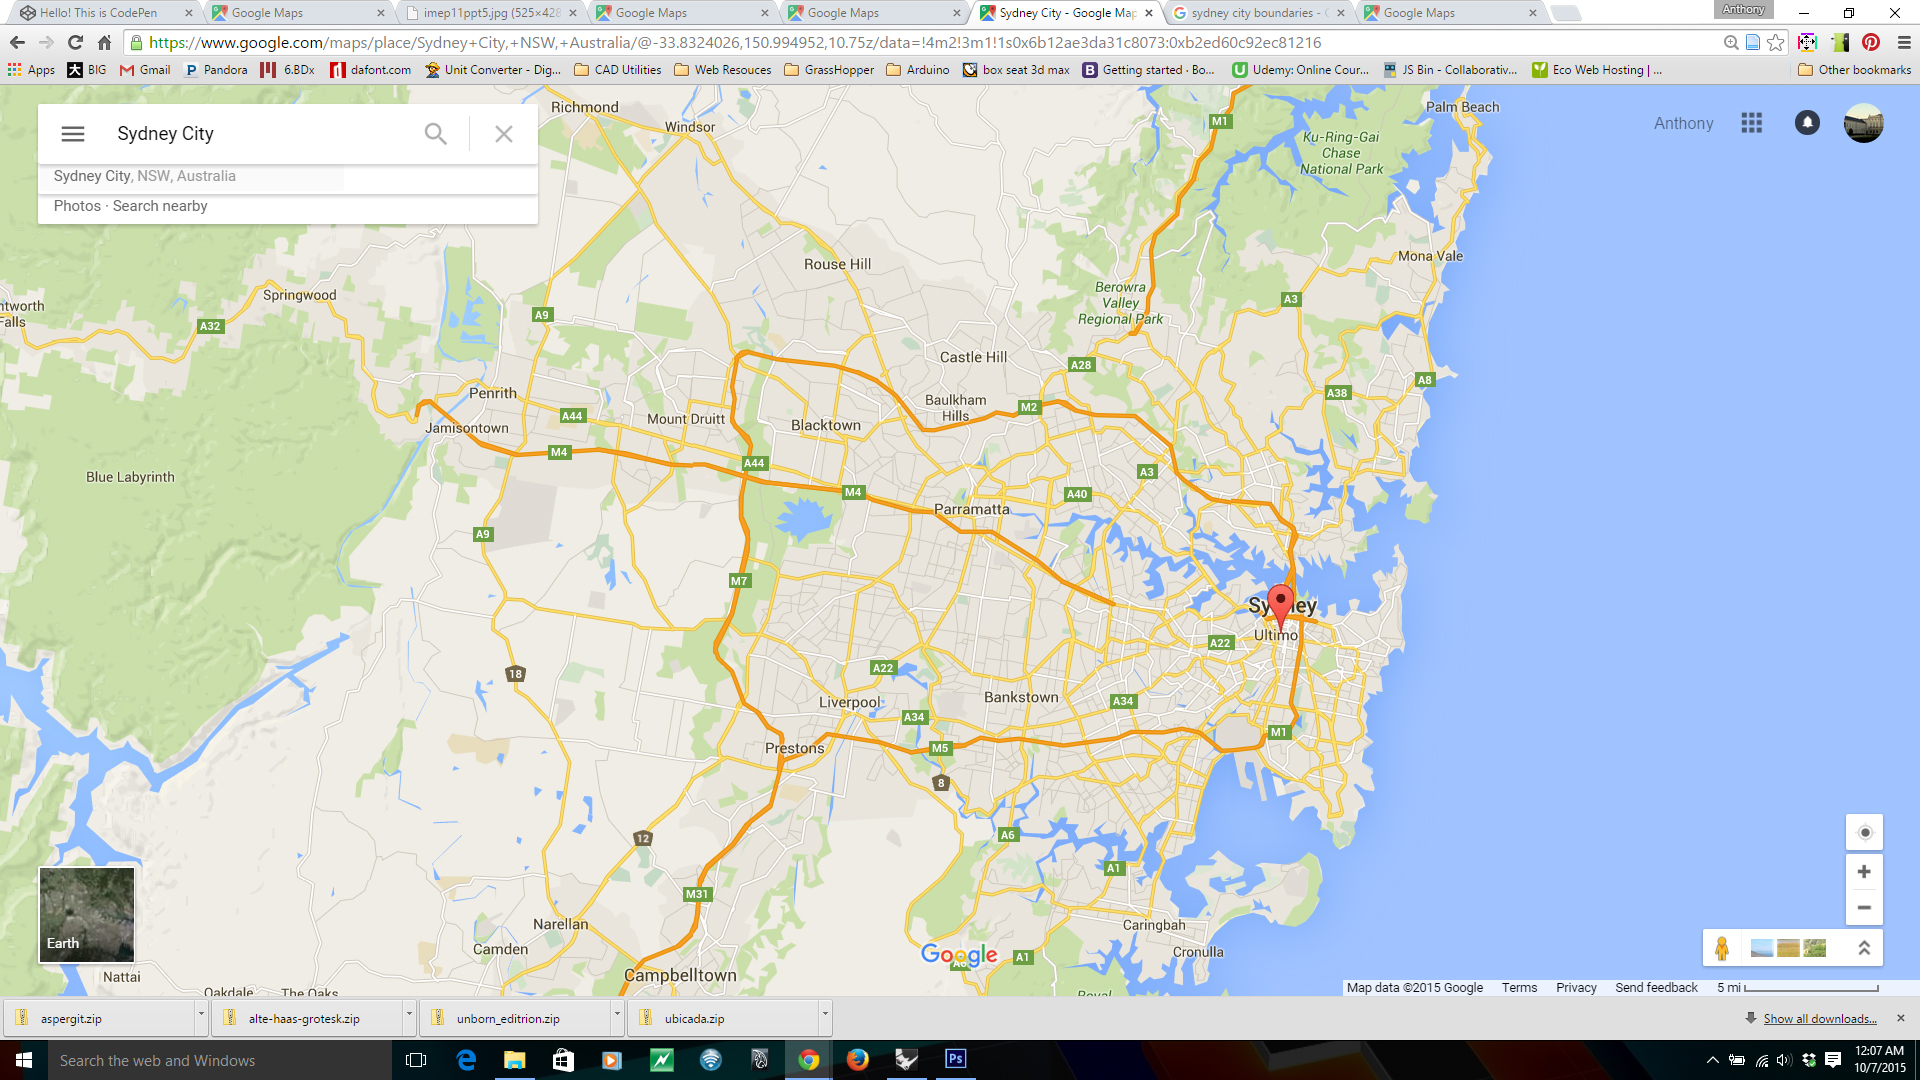 Hello! This is CodePen
Google Maps
imep11ppt5.jpg (525×428
Google Maps
Google Maps
Sydney City - Google Map
sydney city boundaries -
Google Maps
Anthony
https://www.google.com/maps/place/Sydney+City,+NSW,+Australia/@-33.8324026,150.994952,10.75z/data=!4m2!3m1!1s0x6b12ae3da31c8073:0xb2ed60c92ec81216
Apps
BIG
Gmail
Pandora
6.BDx
dafont.com
Unit Converter - Dig...
CAD Utilities
Web Resouces
GrassHopper
Arduino
box seat 3d max
Getting started · Bo...
Udemy: Online Cour...
JS Bin - Collaborativ...
Eco Web Hosting | ...
Other bookmarks
Sydney City
Sydney City, NSW, Australia
Photos · Search nearby
Anthony
Richmond
Windsor
M1
Palm Beach
Ku-Ring-Gai
Chase
National Park
Mona Vale
Rouse Hill
Berowra
Valley
Regional Park
A3
Springwood
ntworth
Falls
A32
A9
Castle Hill
A28
A8
A38
Penrith
A44
Jamisontown
Mount Druitt
Blacktown
Baulkham
Hills
M2
M4
A44
M4
A3
A40
Parramatta
Blue Labyrinth
A9
M7
Sydney
Ultimo
A22
A22
18
Liverpool
A34
Bankstown
A34
Prestons
M5
M1
8
12
A6
A1
M31
Narellan
Camden
Campbelltown
Caringbah
Cronulla
A1
A6
Google
Earth
Nattai
Oakdale
The Oaks
Royal
Map data ©2015 Google
Terms
Privacy
Send feedback
5 mi
aspergit.zip
alte-haas-grotesk.zip
unborn_editrion.zip
ubicada.zip
Show all downloads...
Search the web and Windows
Ps
12:07 AM
10/7/2015